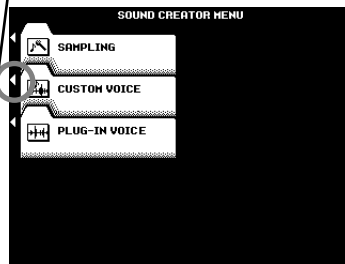 SOUND CREATOR MENU
SAMPLING
CUSTOM VOICE
PLUG-IN VOICE